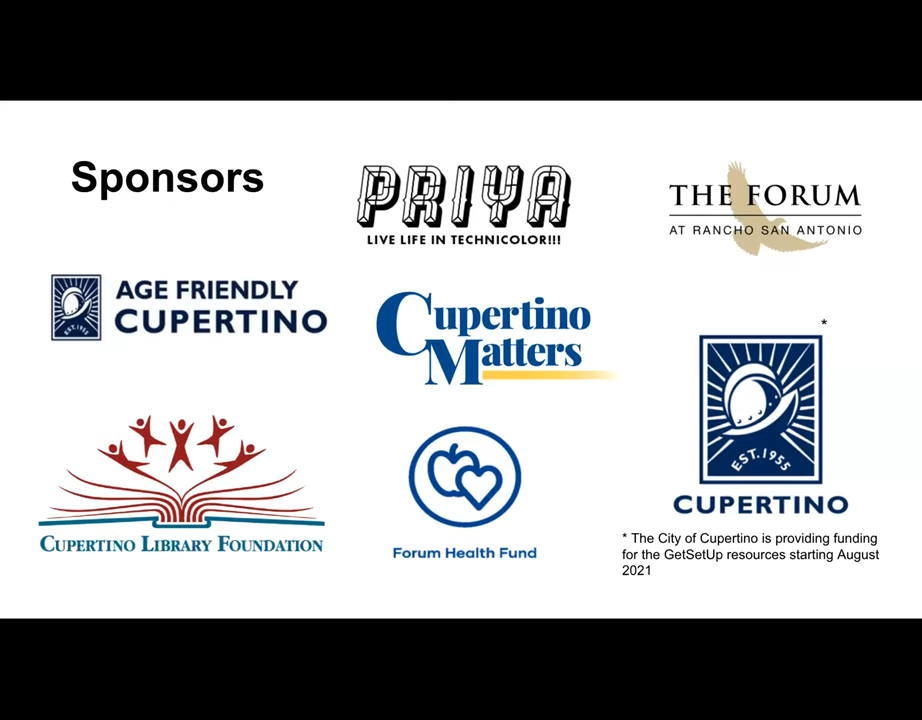 Sponsors
PRIYA
LIVE LIFE IN TECHNICOLOR!!!
THE FORUM
AT RANCHO SAN ANTONIO
EST. 1955
AGE FRIENDLY
CUPERTINO
Cupertino
Matters
*
EST. 1955
CUPERTINO
CUPERTINO LIBRARY FOUNDATION
Forum Health Fund
* The City of Cupertino is providing funding
for the GetSetUp resources starting August
2021